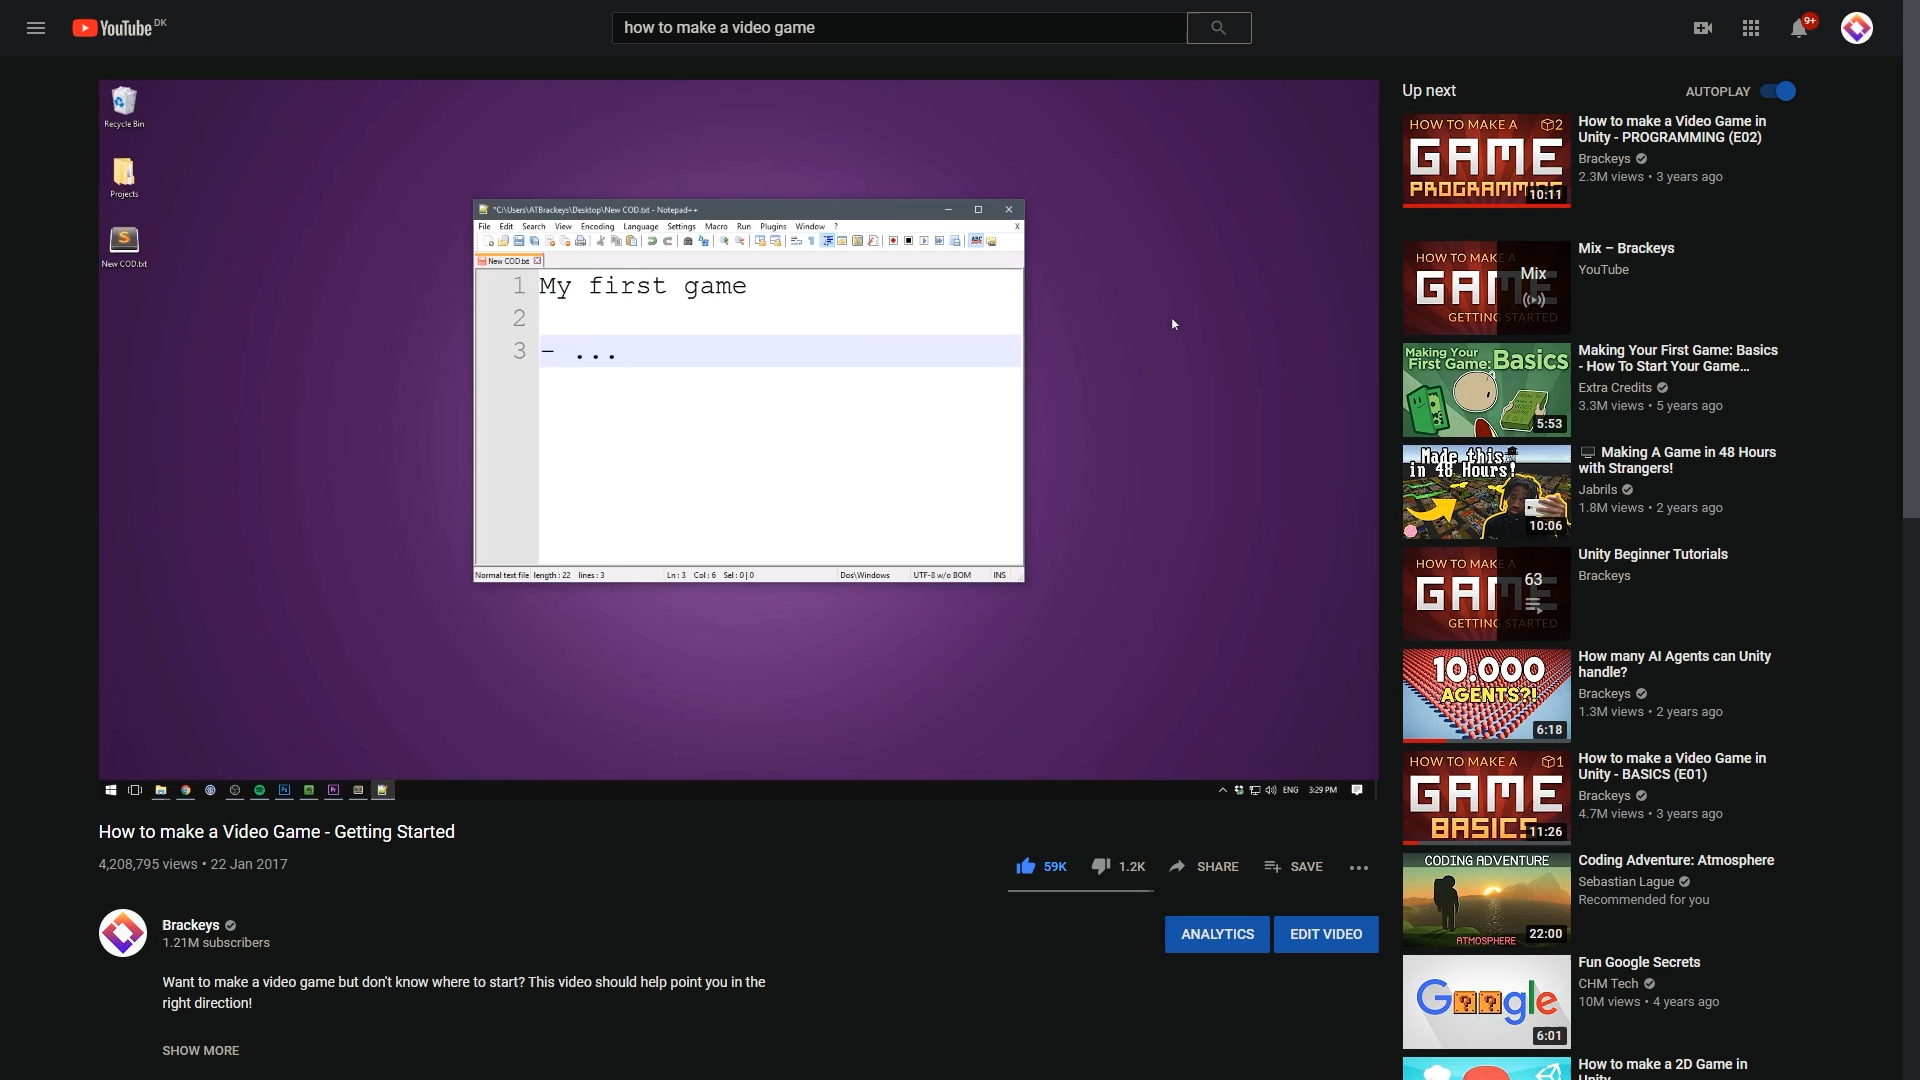 YouTube DK
how to make a video game
9+
Recycle Bin
Projects
New COD.txt
*C:\Users\ATBrackeys\Desktop\New COD.txt - Notepad++
File Edit Search View Encoding Language Settings Macro Run Plugins Window ? X
New COD.txt
1 My first game
2
3 - ...
Normal text file length : 22 lines : 3 Ln : 3 Col : 6 Sel : 0 | 0 Dos\Windows UTF-8 w/o BOM INS
ENG 3:29 PM
How to make a Video Game - Getting Started
4,208,795 views • 22 Jan 2017
59K 1.2K SHARE SAVE
Brackeys
1.21M subscribers
ANALYTICS EDIT VIDEO
Want to make a video game but don't know where to start? This video should help point you in the
right direction!
SHOW MORE
Up next AUTOPLAY
HOW TO MAKE A 2
GAME
PROGRAMMING
10:11
How to make a Video Game in
Unity - PROGRAMMING (E02)
Brackeys
2.3M views • 3 years ago
HOW TO MAKE A
GAME
GETTING STARTED
Mix
Mix – Brackeys
YouTube
Making Your
First Game: Basics
5:53
Making Your First Game: Basics
- How To Start Your Game...
Extra Credits
3.3M views • 5 years ago
Made this
in 48 Hours!
10:06
Making A Game in 48 Hours
with Strangers!
Jabrils
1.8M views • 2 years ago
HOW TO MAKE A
GAME
GETTING STARTED
63
Unity Beginner Tutorials
Brackeys
10.000
AGENTS?!
6:18
How many AI Agents can Unity
handle?
Brackeys
1.3M views • 2 years ago
HOW TO MAKE A 1
GAME
BASICS
11:26
How to make a Video Game in
Unity - BASICS (E01)
Brackeys
4.7M views • 3 years ago
CODING ADVENTURE
ATMOSPHERE
22:00
Coding Adventure: Atmosphere
Sebastian Lague
Recommended for you
G??gle
6:01
Fun Google Secrets
CHM Tech
10M views • 4 years ago
How to make a 2D Game in